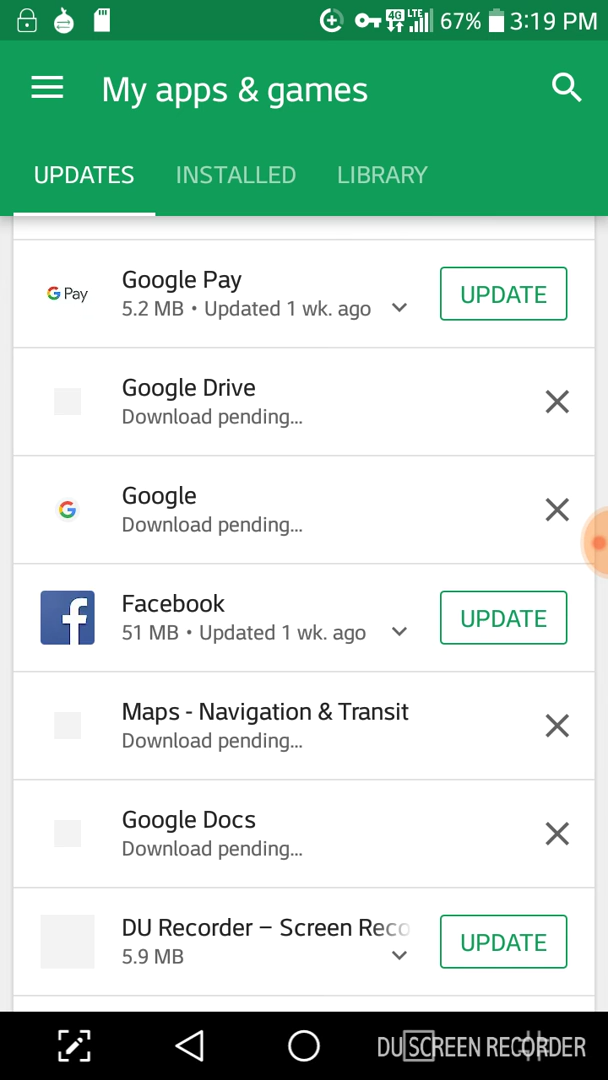 4G LTE 67% 3:19 PM
My apps & games
UPDATES INSTALLED LIBRARY
G Pay
Google Pay
5.2 MB • Updated 1 wk. ago
UPDATE
Google Drive
Download pending...
G
Google
Download pending...
f
Facebook
51 MB • Updated 1 wk. ago
UPDATE
Maps - Navigation & Transit
Download pending...
Google Docs
Download pending...
DU Recorder – Screen Reco
5.9 MB
UPDATE
DU SCREEN RECORDER